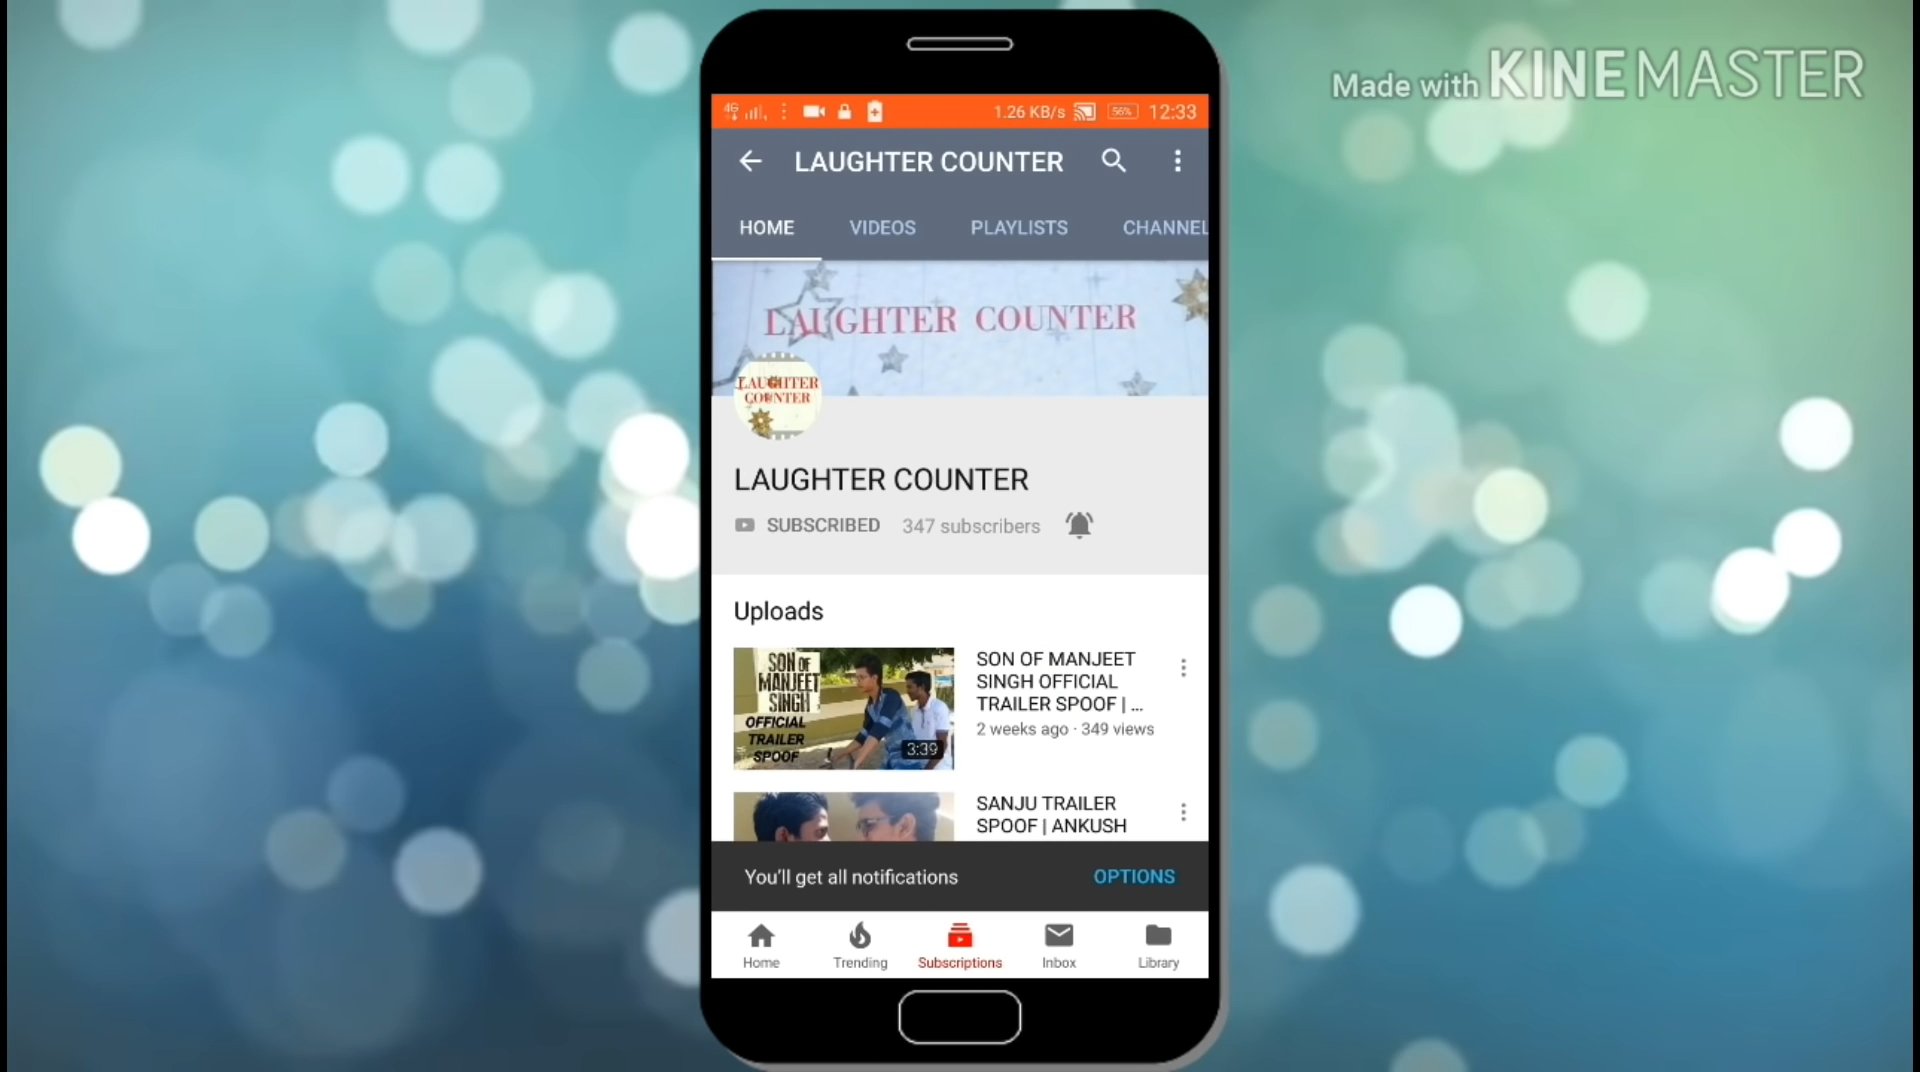 Made with KINEMASTER
4G 1.26 KB/s 56% 12:33
LAUGHTER COUNTER
HOME VIDEOS PLAYLISTS CHANNEL
LAUGHTER COUNTER
LAUGHTER
COUNTER
LAUGHTER COUNTER
SUBSCRIBED 347 subscribers
Uploads
SON OF
MANJEET
SINGH
OFFICIAL
TRAILER
SPOOF
3:39
SON OF MANJEET
SINGH OFFICIAL
TRAILER SPOOF | ...
2 weeks ago · 349 views
SANJU TRAILER
SPOOF | ANKUSH
You'll get all notifications OPTIONS
Home Trending Subscriptions Inbox Library